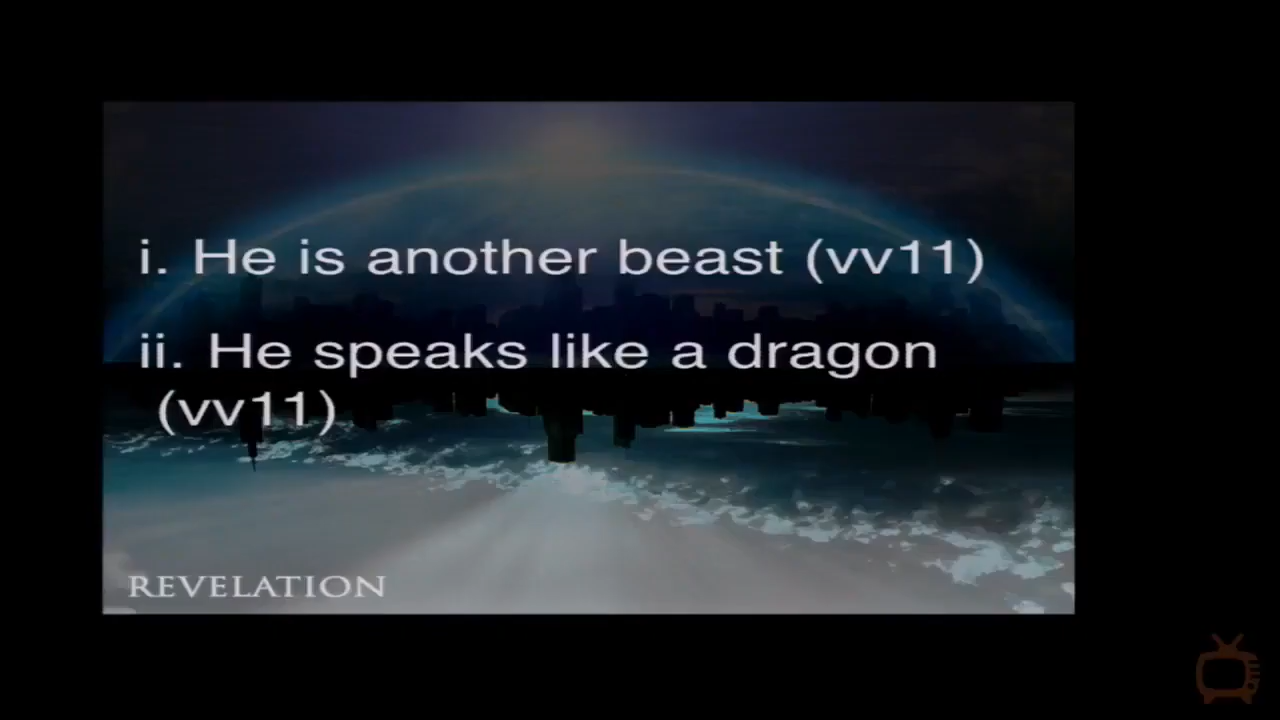 i. He is another beast (vv11)
ii. He speaks like a dragon
(vv11)
REVELATION